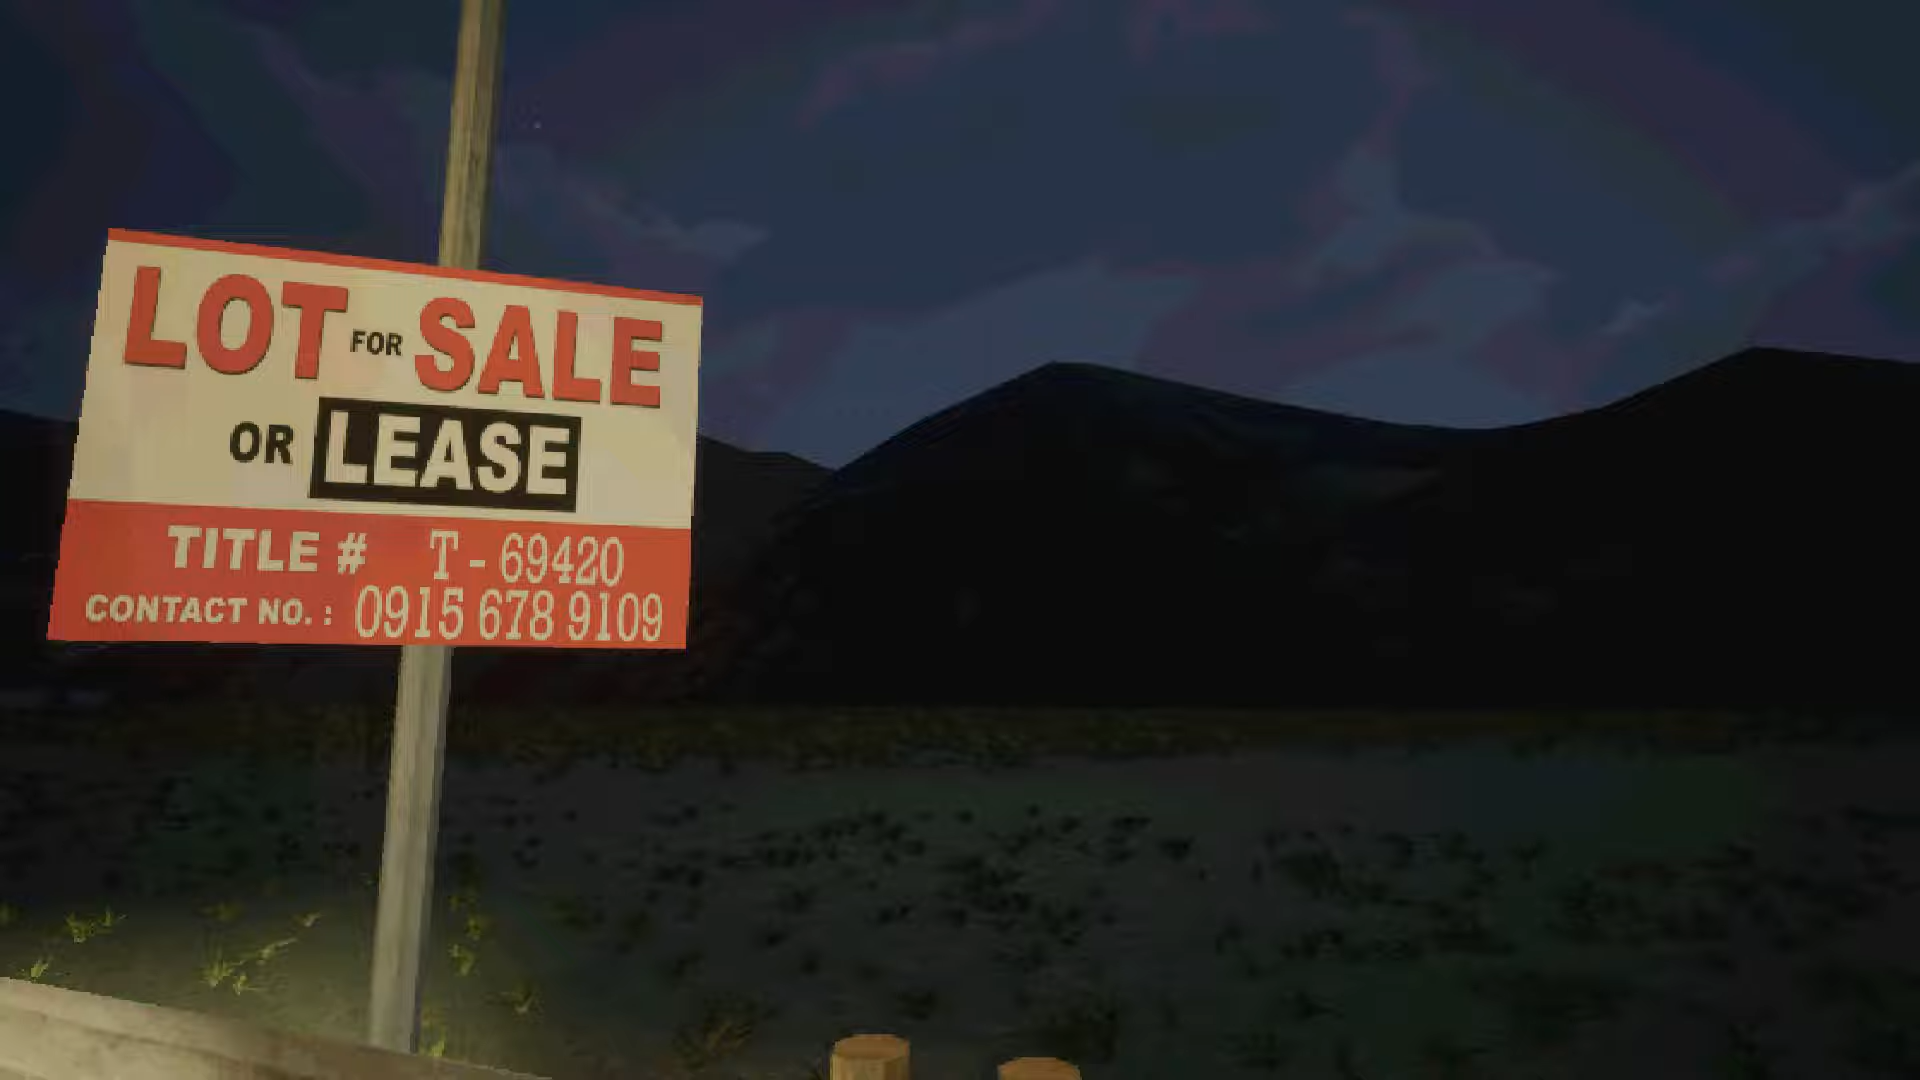 LOT FOR SALE
OR LEASE
TITLE # T - 69420
CONTACT NO. : 0915 678 9109